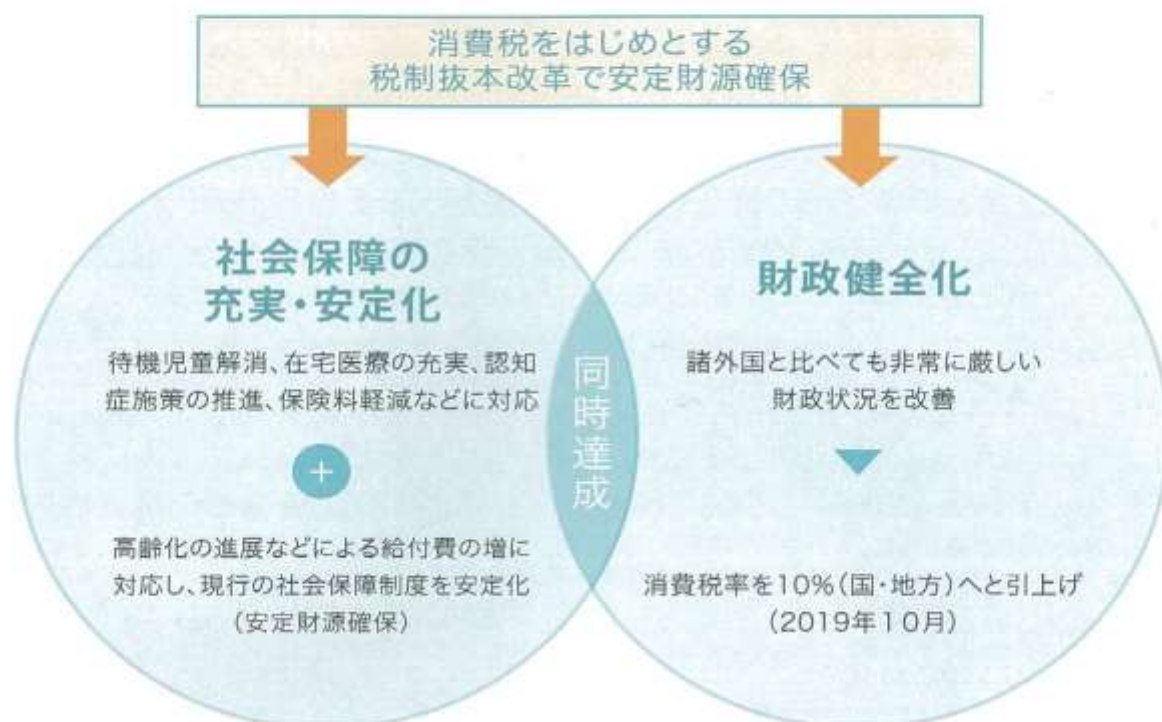 消費税をはじめとする
税制抜本改革で安定財源確保
社会保障の
充実・安定化
待機児童解消、在宅医療の充実、認知
症施策の推進、保険料軽減などに対応
+
高齢化の進展などによる給付費の増に
対応し、現行の社会保障制度を安定化
(安定財源確保)
同時達成
財政健全化
諸外国と比べても非常に厳しい
財政状況を改善
消費税率を10%(国・地方)へと引上げ
(2019年10月)